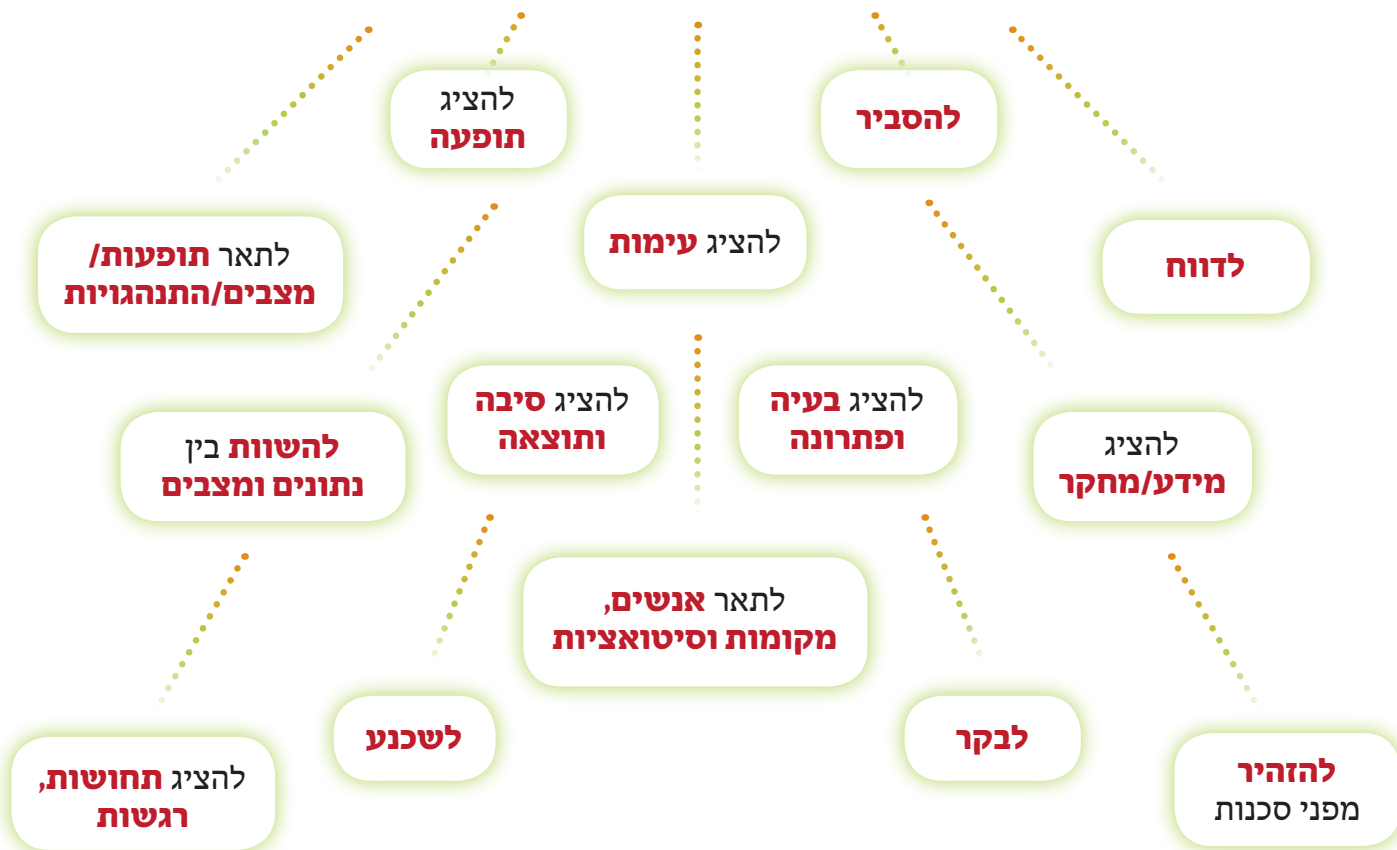 להסביר
להציג
תופעה
לדווח
להציג עימות
לתאר תופעות/
מצבים/התנהגויות
להציג
מידע/מחקר
להציג בעיה
ופתרונה
להציג סיבה
ותוצאה
להשוות בין
נתונים ומצבים
לתאר אנשים,
מקומות וסיטואציות
להזהיר
מפני סכנות
לבקר
לשכנע
להציג תחושות,
רגשות